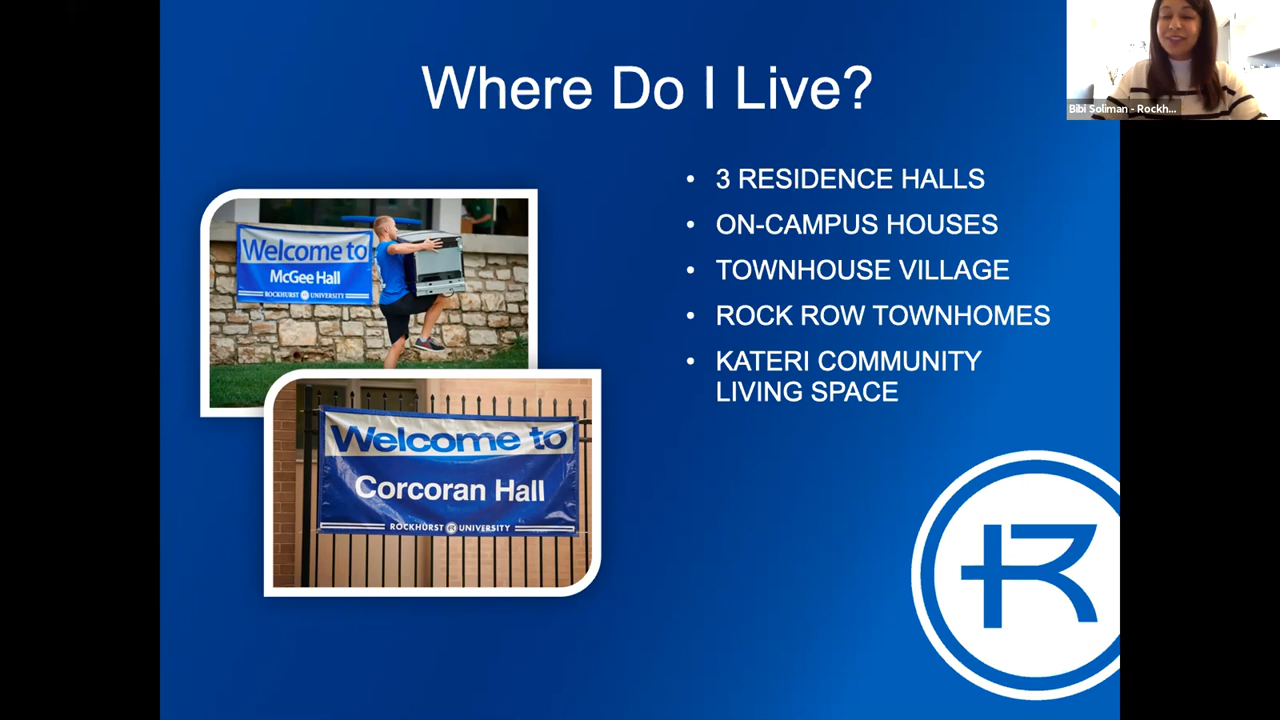 Where Do I Live?
Bibi Soliman - Rockh...
• 3 RESIDENCE HALLS
• ON-CAMPUS HOUSES
• TOWNHOUSE VILLAGE
• ROCK ROW TOWNHOMES
• KATERI COMMUNITY
LIVING SPACE
Welcome to
McGee Hall
ROCKHURST R UNIVERSITY
Welcome to
Corcoran Hall
ROCKHURST R UNIVERSITY
R